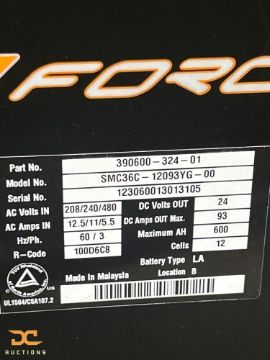 FORC
Part No. 390600-324-01
Model No. SMC36C-12093YG-00
Serial No. 123060013013105
AC Volts IN 208/240/480 DC Volts OUT 24
AC Amps IN 12.5/11/5.5 DC Amps OUT Max. 93
Hz/Ph. 60 / 3 Maximum AH 600
R-Code 100D6C8 Cells 12
Battery Type LA
Made In Malaysia Location B
UL1564/CSA107.2
DC
AUCTIONS